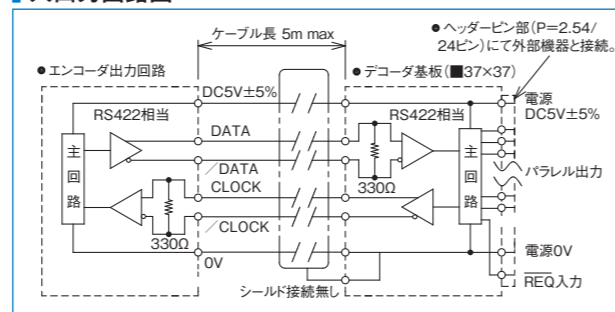 ケーブル長 5m max
●ヘッダーピン部(P=2.54/
24ピン)にて外部機器と接続。
●エンコーダ出力回路
●デコーダ基板(■37×37)
DC5V±5%
電源
DC5V±5%
RS422相当
RS422相当
DATA
/DATA
主回路
主回路
330Ω
パラレル出力
CLOCK
/CLOCK
330Ω
0V
電源0V
シールド接続無し
REQ入力